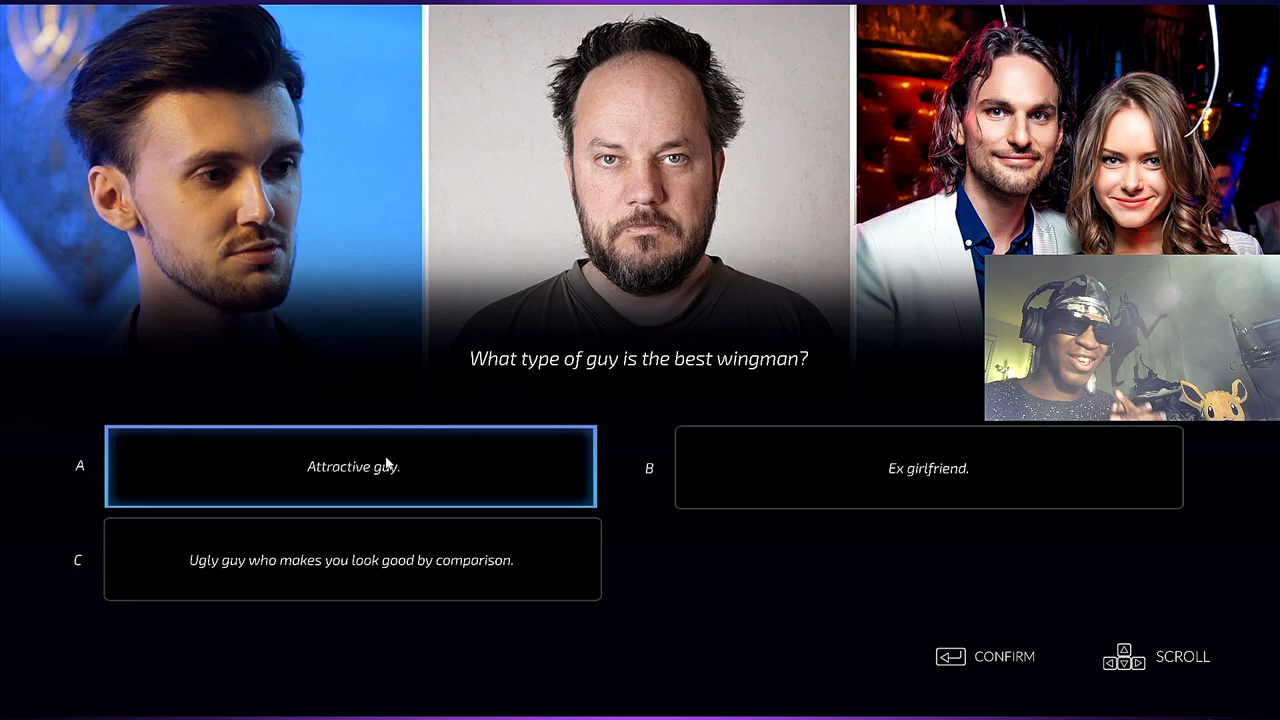 What type of guy is the best wingman?
A
Attractive guy.
B
Ex girlfriend.
C
Ugly guy who makes you look good by comparison.
CONFIRM
SCROLL